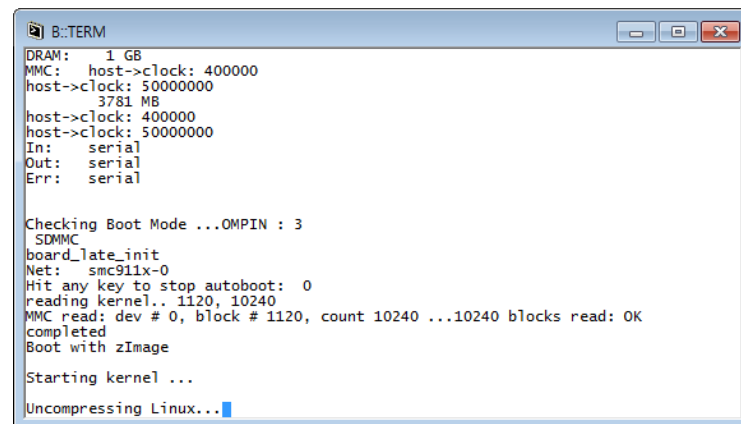 B::TERM
DRAM:   1 GB
MMC:   host->clock: 400000
host->clock: 50000000
        3781 MB
host->clock: 400000
host->clock: 50000000
In:    serial
Out:   serial
Err:   serial
Checking Boot Mode ...OMPIN : 3
 SDMMC
board_late_init
Net:   smc911x-0
Hit any key to stop autoboot:  0
reading kernel.. 1120, 10240
MMC read: dev # 0, block # 1120, count 10240 ...10240 blocks read: OK
completed
Boot with zImage
Starting kernel ...
Uncompressing Linux...